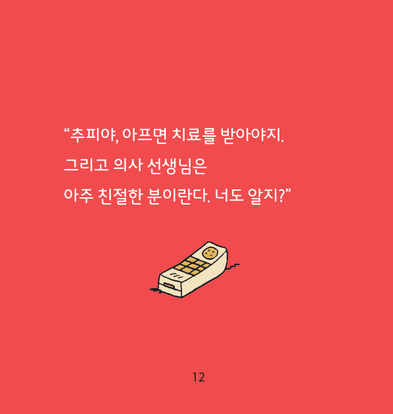 “추피야, 아프면 치료를 받아야지.
그리고 의사 선생님은
아주 친절한 분이란다. 너도 알지?”
12